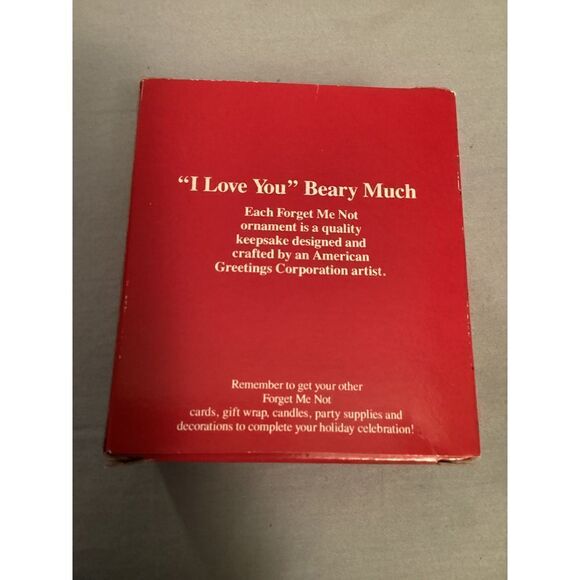 “I Love You” Beary Much
Each Forget Me Not
ornament is a quality
keepsake designed and
crafted by an American
Greetings Corporation artist.
Remember to get your other
Forget Me Not
cards, gift wrap, candles, party supplies and
decorations to complete your holiday celebration!